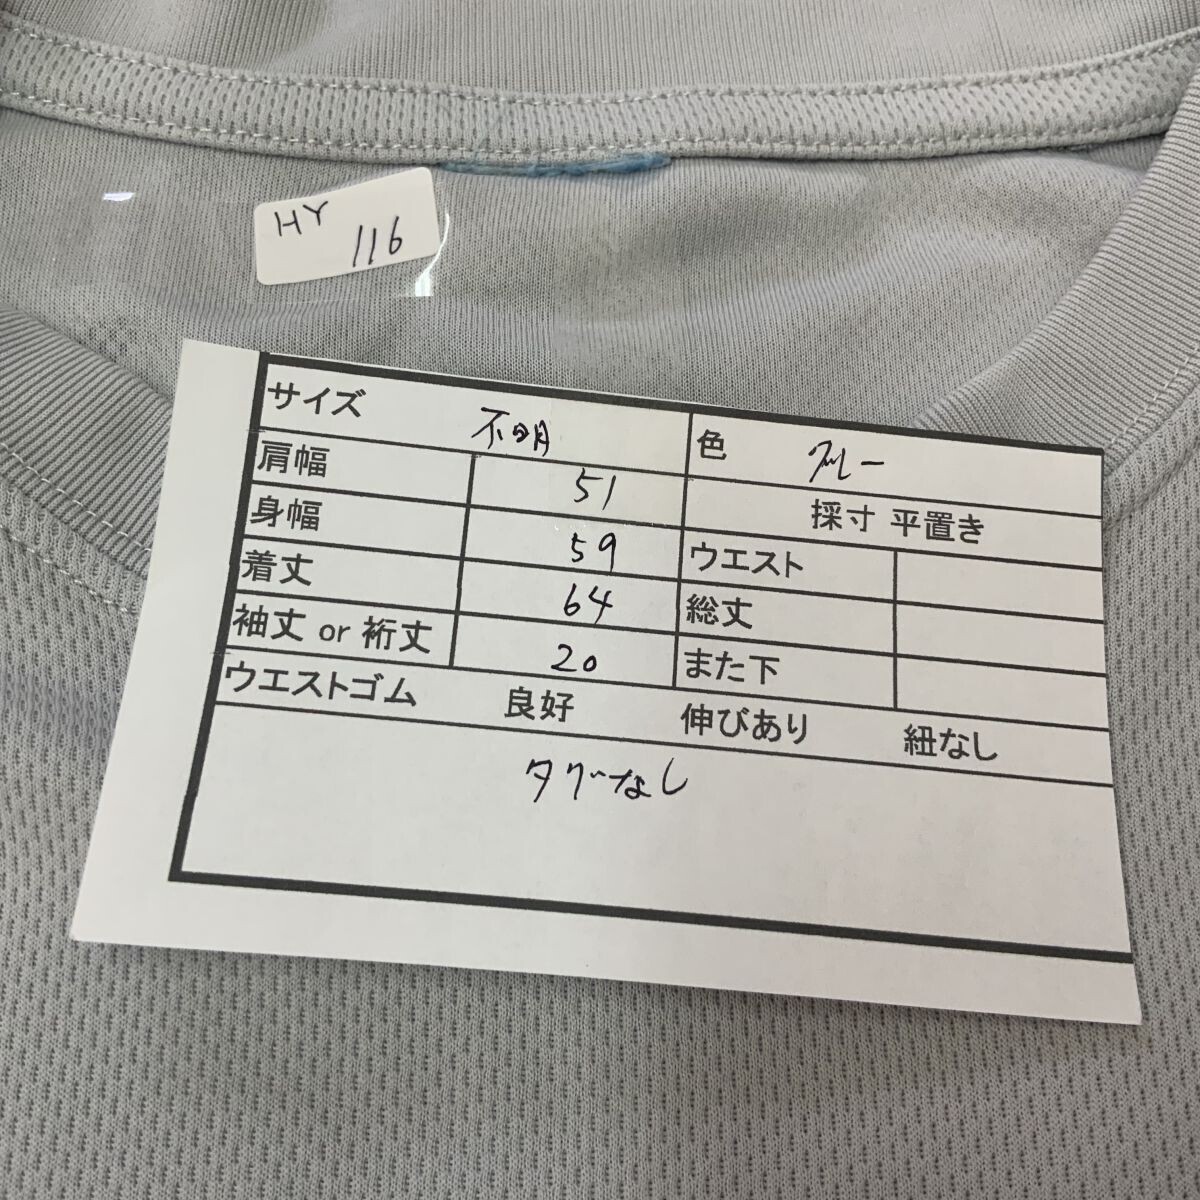 HY
116
サイズ 不明 色 グレー
肩幅 51 採寸 平置き
身幅 59 ウエスト
着丈 64 総丈
袖丈 or 裄丈 20 また下
ウエストゴム 良好 伸びあり 紐なし
タグなし